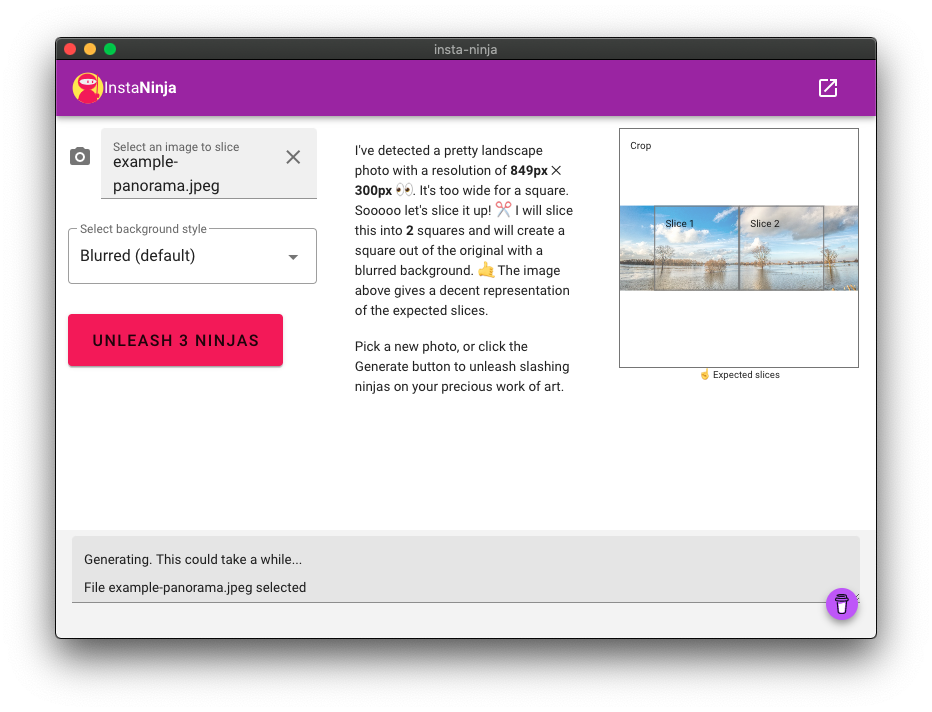 insta-ninja
InstaNinja
Select an image to slice
example-
panorama.jpeg
Select background style
Blurred (default)
UNLEASH 3 NINJAS
I've detected a pretty landscape
photo with a resolution of 849px ✕
300px 👀. It's too wide for a square.
Sooooo let's slice it up! ✂️ I will slice
this into 2 squares and will create a
square out of the original with a
blurred background. 🤙 The image
above gives a decent representation
of the expected slices.
Pick a new photo, or click the
Generate button to unleash slashing
ninjas on your precious work of art.
Crop
Slice 1
Slice 2
☝️ Expected slices
Generating. This could take a while...
File example-panorama.jpeg selected